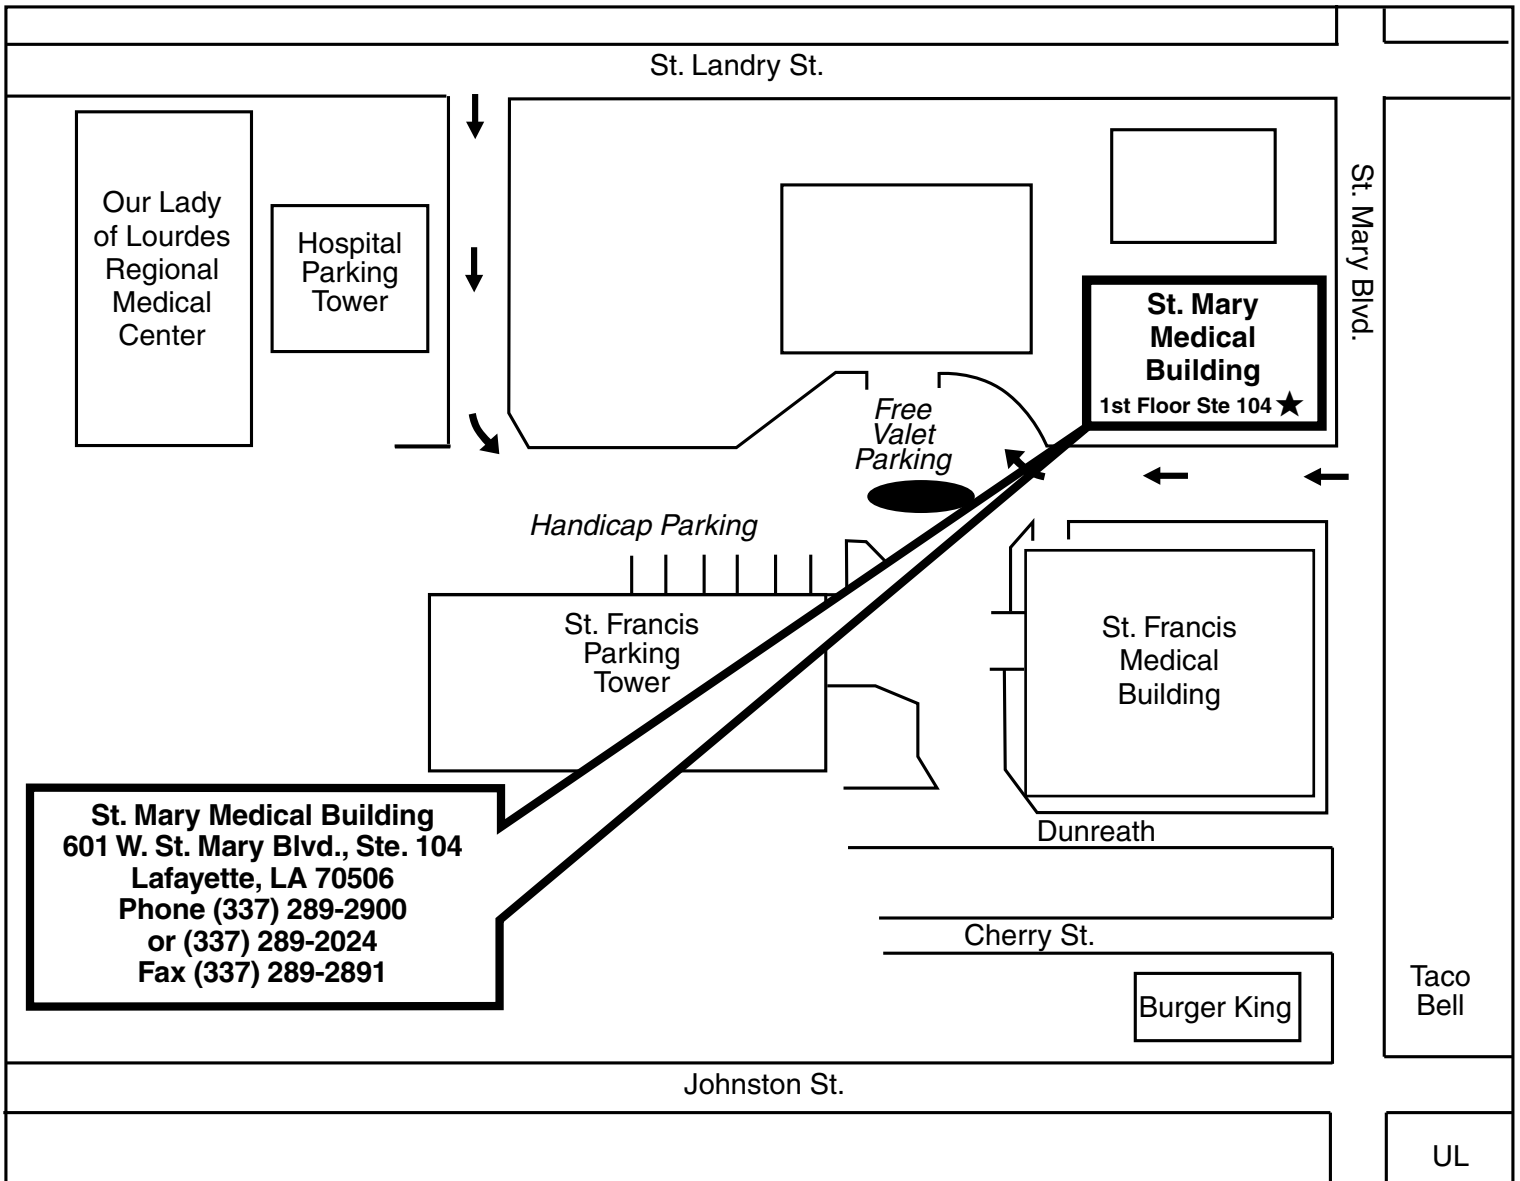 St. Landry St.
Our Lady
of Lourdes
Regional
Medical
Center
Hospital
Parking
Tower
St. Mary Blvd.
St. Mary
Medical
Building
1st Floor Ste 104
Free
Valet
Parking
Handicap Parking
St. Francis
Parking
Tower
St. Francis
Medical
Building
St. Mary Medical Building
601 W. St. Mary Blvd., Ste. 104
Lafayette, LA 70506
Phone (337) 289-2900
or (337) 289-2024
Fax (337) 289-2891
Dunreath
Cherry St.
Burger King
Taco
Bell
Johnston St.
UL